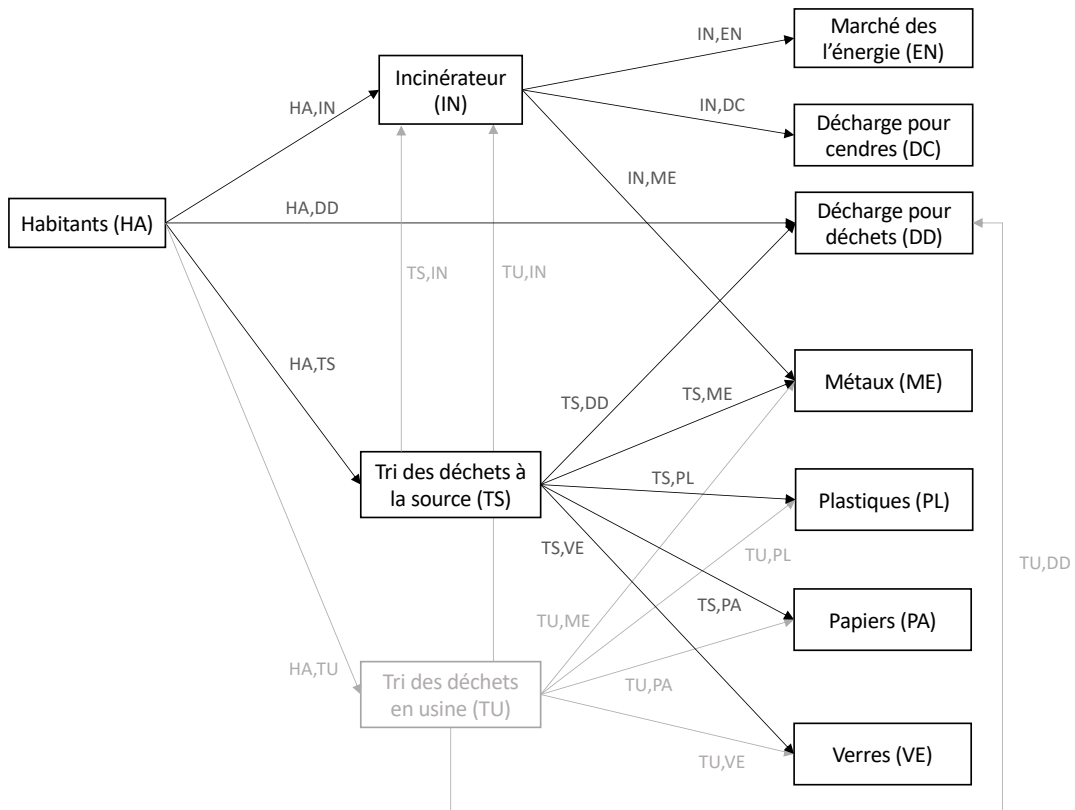 Marché des
l'énergie (EN)
IN,EN
Incinérateur
(IN)
HA,IN
IN,DC
Décharge pour
cendres (DC)
IN,ME
Habitants (HA)
HA,DD
Décharge pour
déchets (DD)
TS,IN
TU,IN
HA,TS
TS,DD
TS,ME
Métaux (ME)
Tri des déchets à
la source (TS)
TS,PL
Plastiques (PL)
TS,VE
TU,PL
TU,DD
TS,PA
TU,ME
Papiers (PA)
HA,TU
Tri des déchets
en usine (TU)
TU,PA
TU,VE
Verres (VE)